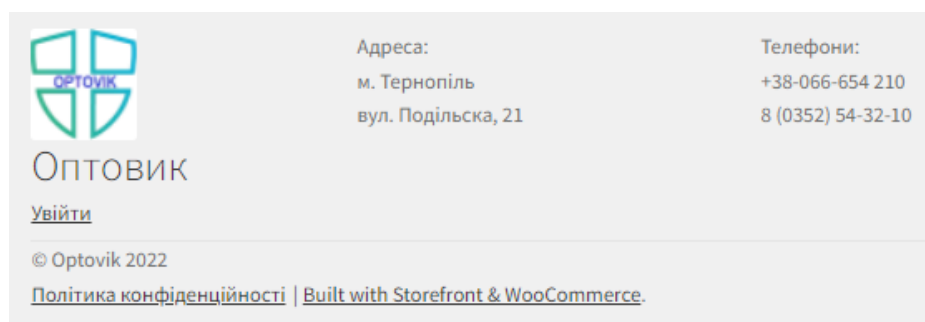 OPTOVIK
Оптовик
Увійти
Адреса:
м. Тернопіль
вул. Подільска, 21
Телефони:
+38-066-654 210
8 (0352) 54-32-10
© Optovik 2022
Політика конфіденційності | Built with Storefront & WooCommerce.